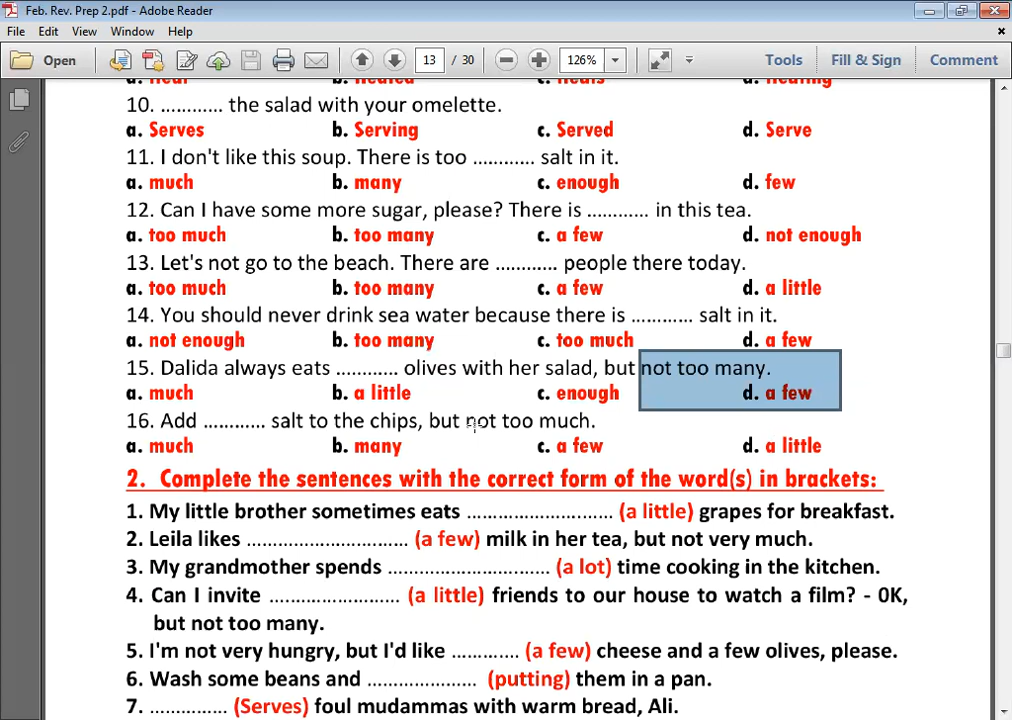 Feb. Rev. Prep 2.pdf - Adobe Reader
File Edit View Window Help
Open 13 / 30 126% Tools Fill & Sign Comment
a. hear b. heared c. hears d. hearing
10. ………… the salad with your omelette.
a. Serves b. Serving c. Served d. Serve
11. I don't like this soup. There is too ………… salt in it.
a. much b. many c. enough d. few
12. Can I have some more sugar, please? There is ………… in this tea.
a. too much b. too many c. a few d. not enough
13. Let's not go to the beach. There are ………… people there today.
a. too much b. too many c. a few d. a little
14. You should never drink sea water because there is ………… salt in it.
a. not enough b. too many c. too much d. a few
15. Dalida always eats ………… olives with her salad, but not too many.
a. much b. a little c. enough d. a few
16. Add ………… salt to the chips, but not too much.
a. much b. many c. a few d. a little
2. Complete the sentences with the correct form of the word(s) in brackets:
1. My little brother sometimes eats ………………………… (a little) grapes for breakfast.
2. Leila likes ………………………… (a few) milk in her tea, but not very much.
3. My grandmother spends ………………………… (a lot) time cooking in the kitchen.
4. Can I invite …………………… (a little) friends to our house to watch a film? - 0K,
but not too many.
5. I'm not very hungry, but I'd like …………. (a few) cheese and a few olives, please.
6. Wash some beans and ………………… (putting) them in a pan.
7. …………… (Serves) foul mudammas with warm bread, Ali.